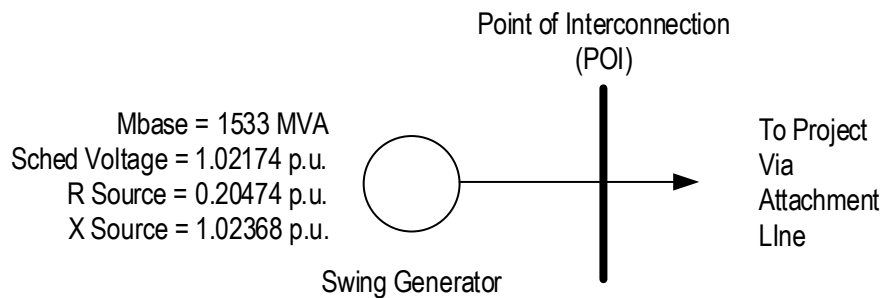 Point of Interconnection
(POI)
Mbase = 1533 MVA
Sched Voltage = 1.02174 p.u.
R Source = 0.20474 p.u.
X Source = 1.02368 p.u.
Swing Generator
To Project
Via
Attachment
LIne